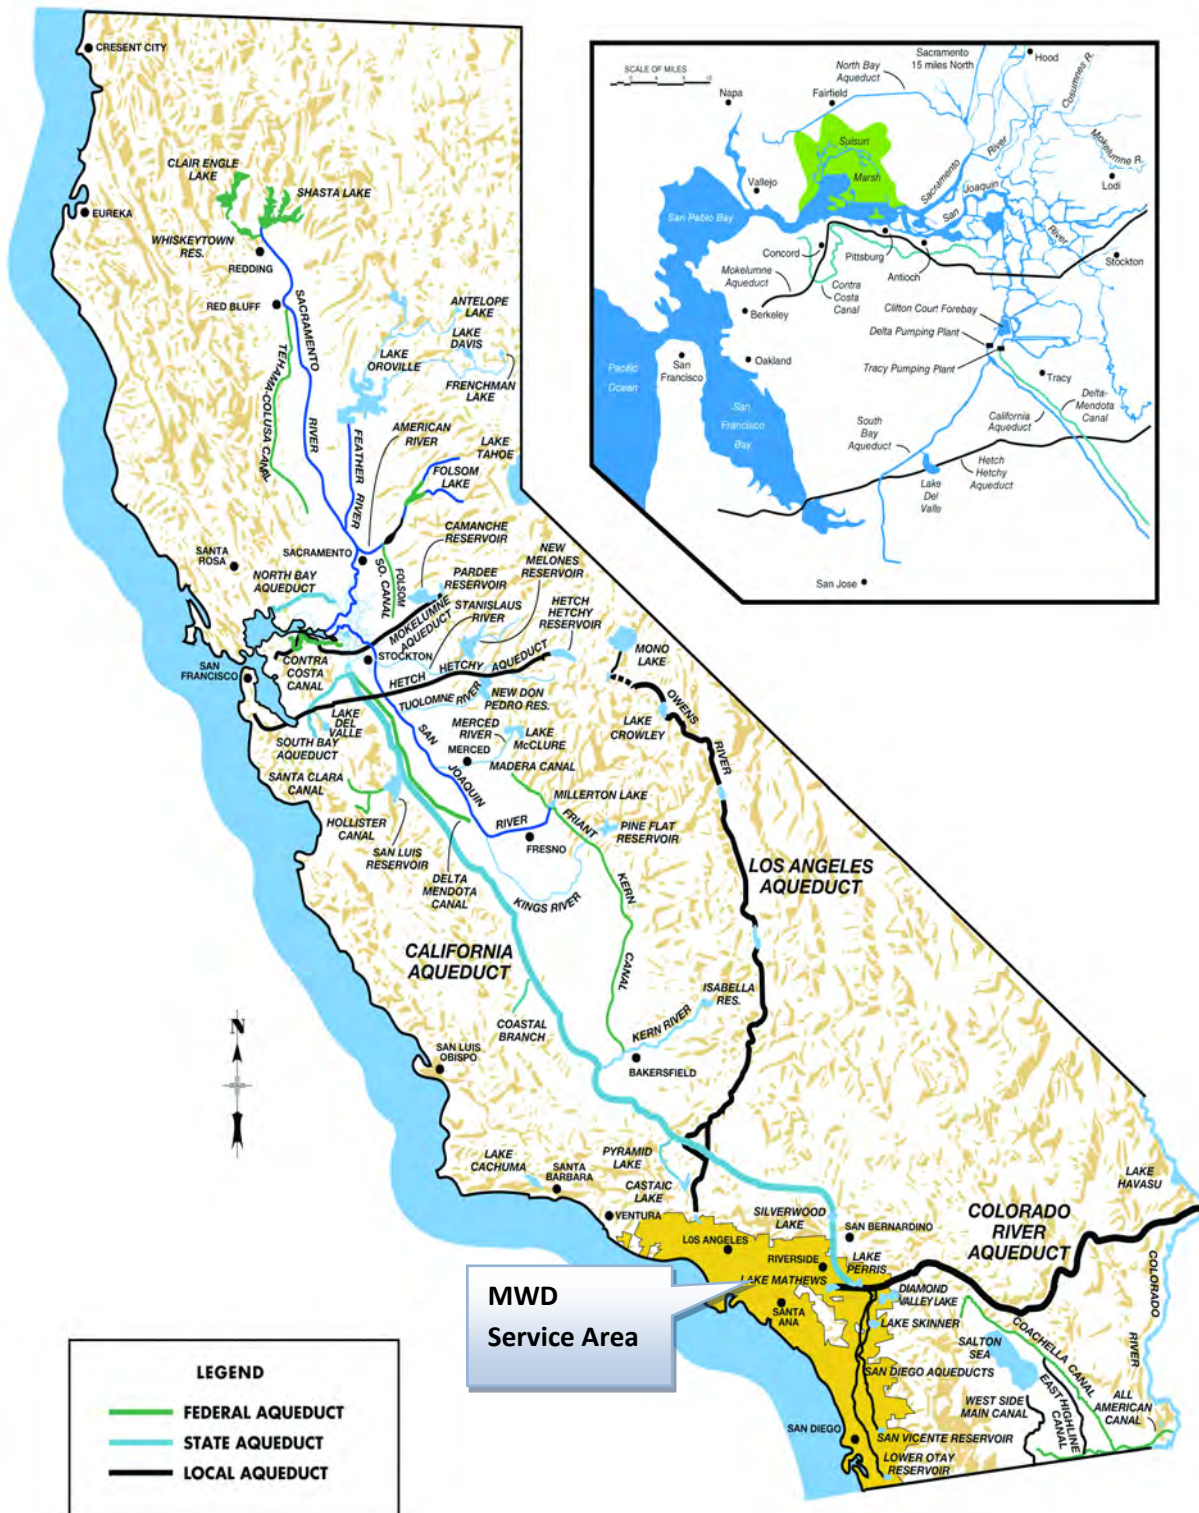 CRESENT CITY
CLAIR ENGLE
LAKE
SHASTA LAKE
EUREKA
WHISKEYTOWN
RES.
REDDING
RED BLUFF
SACRAMENTO
RIVER
TEHAMA-COLUSA CANAL
ANTELOPE
LAKE
LAKE
DAVIS
LAKE
OROVILLE
FRENCHMAN
LAKE
FEATHER
RIVER
AMERICAN
RIVER
LAKE
TAHOE
FOLSOM
LAKE
CAMANCHE
RESERVOIR
SACRAMENTO
SANTA
ROSA
NORTH BAY
AQUEDUCT
FOLSOM
SO. CANAL
PARDEE
RESERVOIR
NEW
MELONES
RESERVOIR
STANISLAUS
RIVER
MOKELUMNE
AQUEDUCT
HETCH
HETCHY
RESERVOIR
STOCKTON
MONO
LAKE
SAN
FRANCISCO
CONTRA
COSTA
CANAL
HETCH HETCHY AQUEDUCT
TUOLOMNE RIVER
NEW DON
PEDRO RES.
LAKE
DEL
VALLE
SOUTH BAY
AQUEDUCT
SAN
JOAQUIN
RIVER
MERCED
RIVER
LAKE
McCLURE
MERCED
MADERA CANAL
LAKE
CROWLEY
OWENS
RIVER
SANTA CLARA
CANAL
HOLLISTER
CANAL
SAN LUIS
RESERVOIR
MILLERTON LAKE
FRIANT
KERN
CANAL
PINE FLAT
RESERVOIR
FRESNO
DELTA
MENDOTA
CANAL
KINGS RIVER
LOS ANGELES
AQUEDUCT
CALIFORNIA
AQUEDUCT
ISABELLA
RES.
COASTAL
BRANCH
KERN RIVER
N
SAN LUIS
OBISPO
BAKERSFIELD
LAKE
CACHUMA
SANTA
BARBARA
PYRAMID
LAKE
CASTAIC
LAKE
LAKE
HAVASU
VENTURA
SILVERWOOD
LAKE
SAN BERNARDINO
COLORADO
RIVER
AQUEDUCT
LOS ANGELES
RIVERSIDE
LAKE
PERRIS
LAKE MATHEWS
COLORADO
RIVER
MWD
Service Area
SANTA
ANA
DIAMOND
VALLEY LAKE
LAKE SKINNER
SALTON
SEA
COACHELLA CANAL
SAN DIEGO AQUEDUCTS
WEST SIDE
MAIN CANAL
EAST HIGHLINE
CANAL
ALL
AMERICAN
CANAL
SAN DIEGO
SAN VICENTE RESERVOIR
LOWER OTAY
RESERVOIR
LEGEND
FEDERAL AQUEDUCT
STATE AQUEDUCT
LOCAL AQUEDUCT
SCALE OF MILES
North Bay
Aqueduct
Sacramento
15 miles North
Hood
Cosumnes R.
Napa
Fairfield
Suisun
Marsh
Mokelumne R.
Vallejo
Sacramento
River
Lodi
San Pablo Bay
San
Joaquin
River
Concord
Pittsburg
Antioch
Stockton
Mokelumne
Aqueduct
Contra
Costa
Canal
Berkeley
Clifton Court Forebay
Delta Pumping Plant
Tracy Pumping Plant
Oakland
San
Francisco
Pacific
Ocean
Tracy
San
Francisco
Bay
Delta-
Mendota
Canal
California
Aqueduct
South
Bay
Aqueduct
Lake
Del
Valle
Hetch
Hetchy
Aqueduct
San Jose